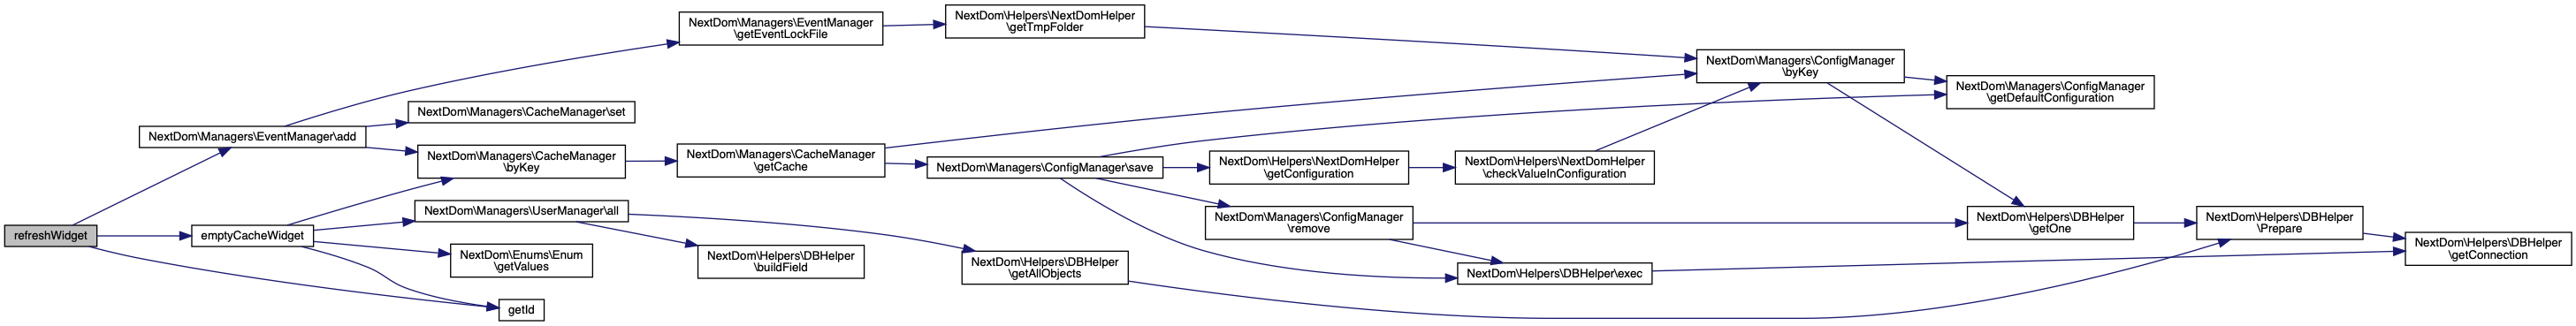 refreshWidget
NextDom\Managers\EventManager\add
emptyCacheWidget
NextDom\Managers\EventManager
\getEventLockFile
NextDom\Managers\CacheManager\set
NextDom\Managers\CacheManager
\byKey
NextDom\Managers\UserManager\all
NextDom\Enums\Enum
\getValues
getId
NextDom\Helpers\NextDomHelper
\getTmpFolder
NextDom\Managers\CacheManager
\getCache
NextDom\Helpers\DBHelper
\buildField
NextDom\Managers\ConfigManager\save
NextDom\Helpers\DBHelper
\getAllObjects
NextDom\Helpers\NextDomHelper
\getConfiguration
NextDom\Managers\ConfigManager
\remove
NextDom\Helpers\NextDomHelper
\checkValueInConfiguration
NextDom\Helpers\DBHelper\exec
NextDom\Managers\ConfigManager
\byKey
NextDom\Managers\ConfigManager
\getDefaultConfiguration
NextDom\Helpers\DBHelper
\getOne
NextDom\Helpers\DBHelper
\Prepare
NextDom\Helpers\DBHelper
\getConnection